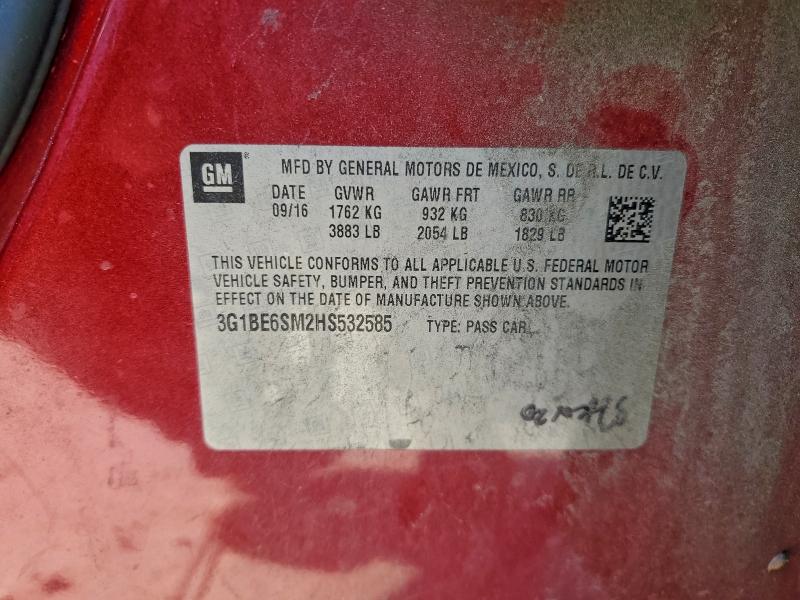 GM
MFD BY GENERAL MOTORS DE MEXICO, S. DE R.L. DE C.V.
DATE GVWR GAWR FRT GAWR RR
09/16 1762 KG 932 KG 830 KG
3883 LB 2054 LB 1829 LB
THIS VEHICLE CONFORMS TO ALL APPLICABLE U.S. FEDERAL MOTOR
VEHICLE SAFETY, BUMPER, AND THEFT PREVENTION STANDARDS IN
EFFECT ON THE DATE OF MANUFACTURE SHOWN ABOVE.
3G1BE6SM2HS532585 TYPE: PASS CAR